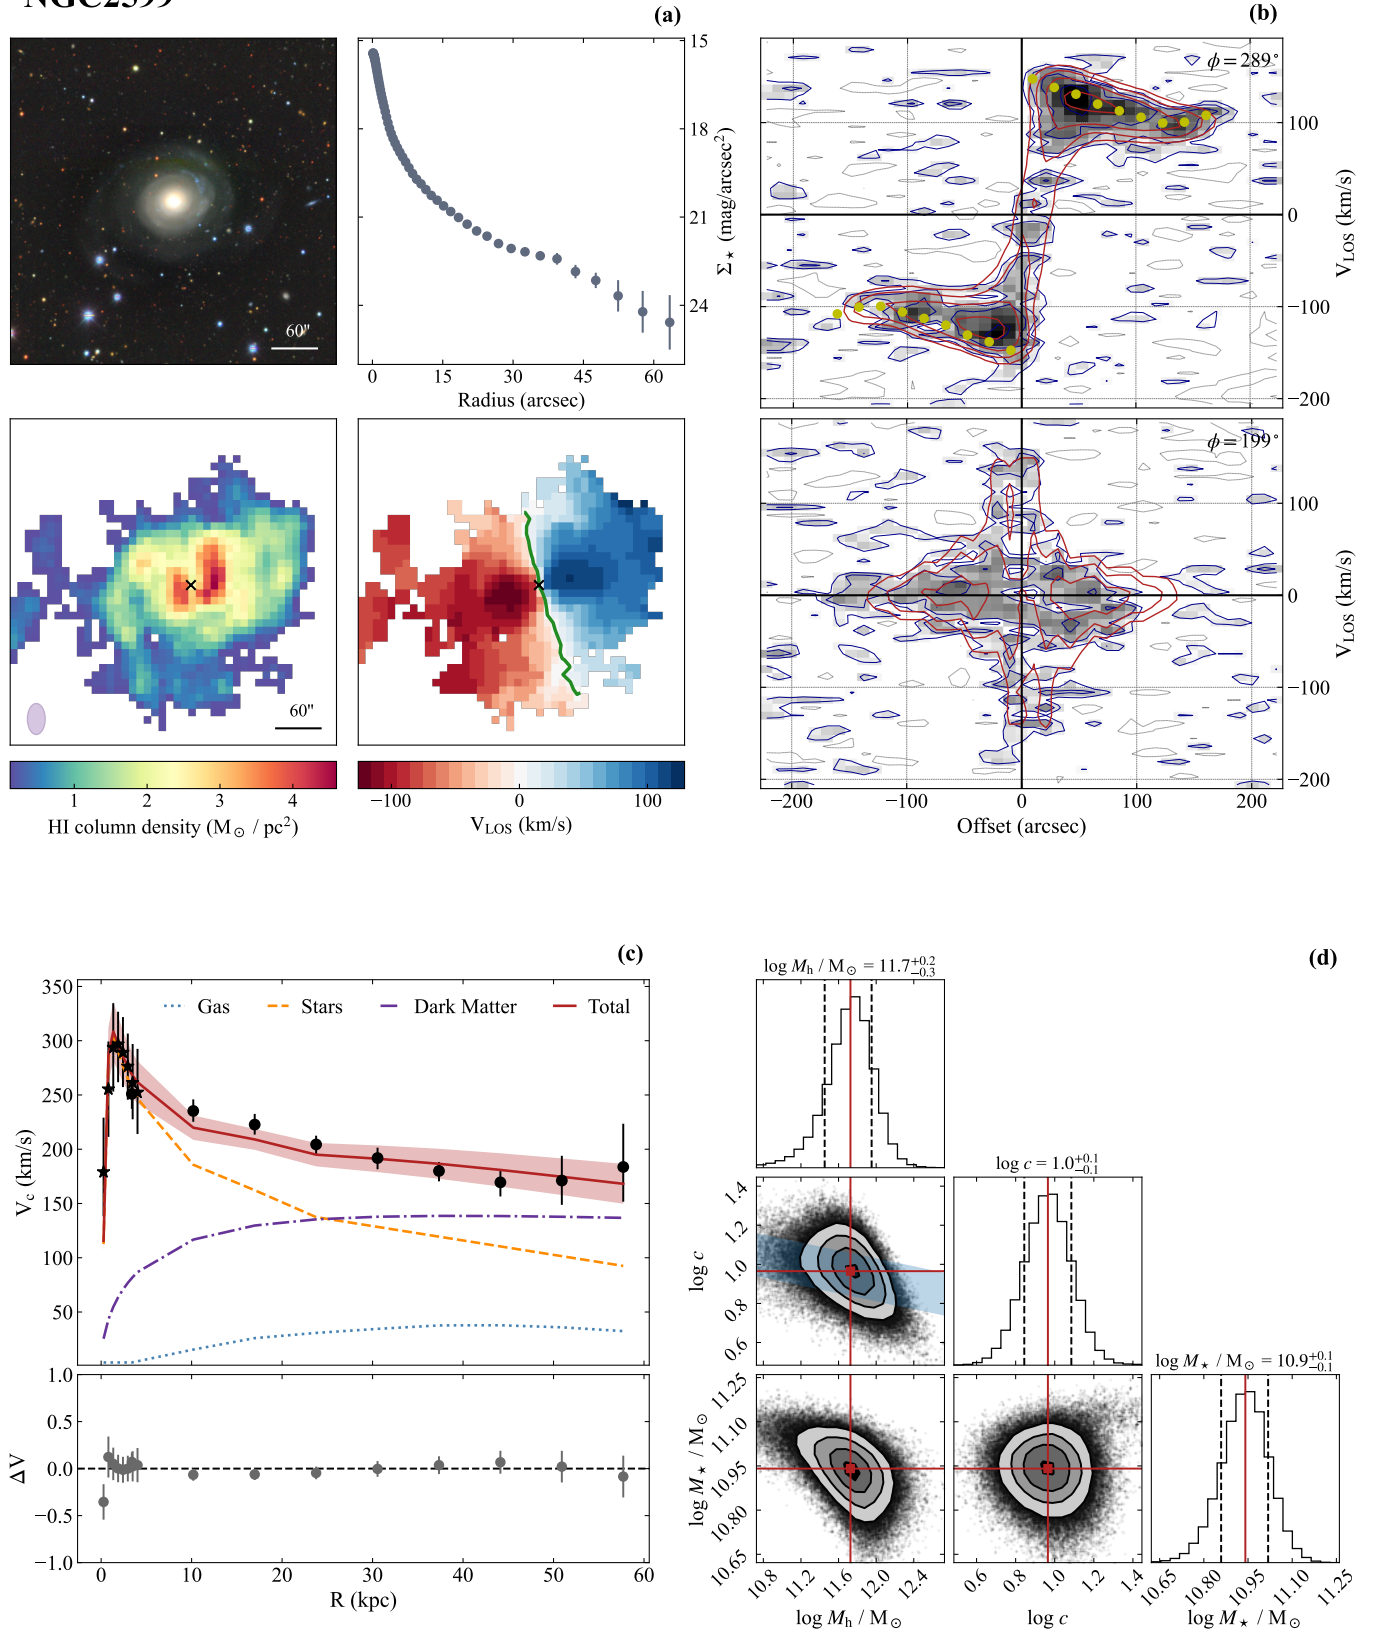 NGC2599
(a)
(b)
60"
15
18
21
24
Σ⋆ (mag/arcsec²)
0 15 30 45 60
Radius (arcsec)
ϕ = 289°
100
0
−100
−200
V_LOS (km/s)
60"
1 2 3 4
HI column density (M⊙ / pc²)
−100 0 100
V_LOS (km/s)
ϕ = 199°
100
0
−100
−200
V_LOS (km/s)
−200 −100 0 100 200
Offset (arcsec)
(c)
350
300
250
200
150
100
50
V_c (km/s)
Gas Stars Dark Matter Total
1.0
0.5
0.0
−0.5
−1.0
ΔV
0 10 20 30 40 50 60
R (kpc)
(d)
log M_h / M⊙ = 11.7 +0.2 −0.3
log c = 1.0 +0.1 −0.1
1.4
1.2
1.0
0.8
0.6
log c
log M⋆ / M⊙ = 10.9 +0.1 −0.1
11.25
11.10
10.95
10.80
10.65
log M⋆ / M⊙
10.8 11.2 11.6 12.0 12.4
log M_h / M⊙
0.6 0.8 1.0 1.4
log c
10.65 10.80 10.95 11.10 11.25
log M⋆ / M⊙